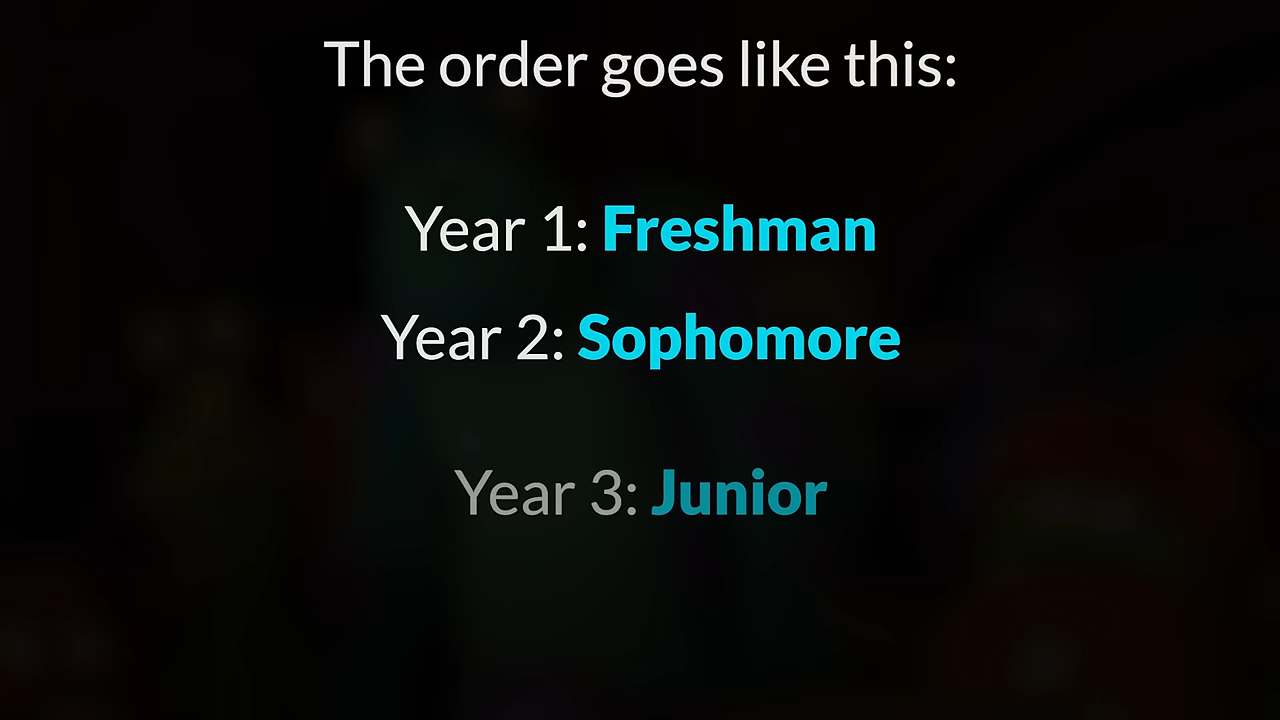 The order goes like this:
Year 1: Freshman
Year 2: Sophomore
Year 3: Junior